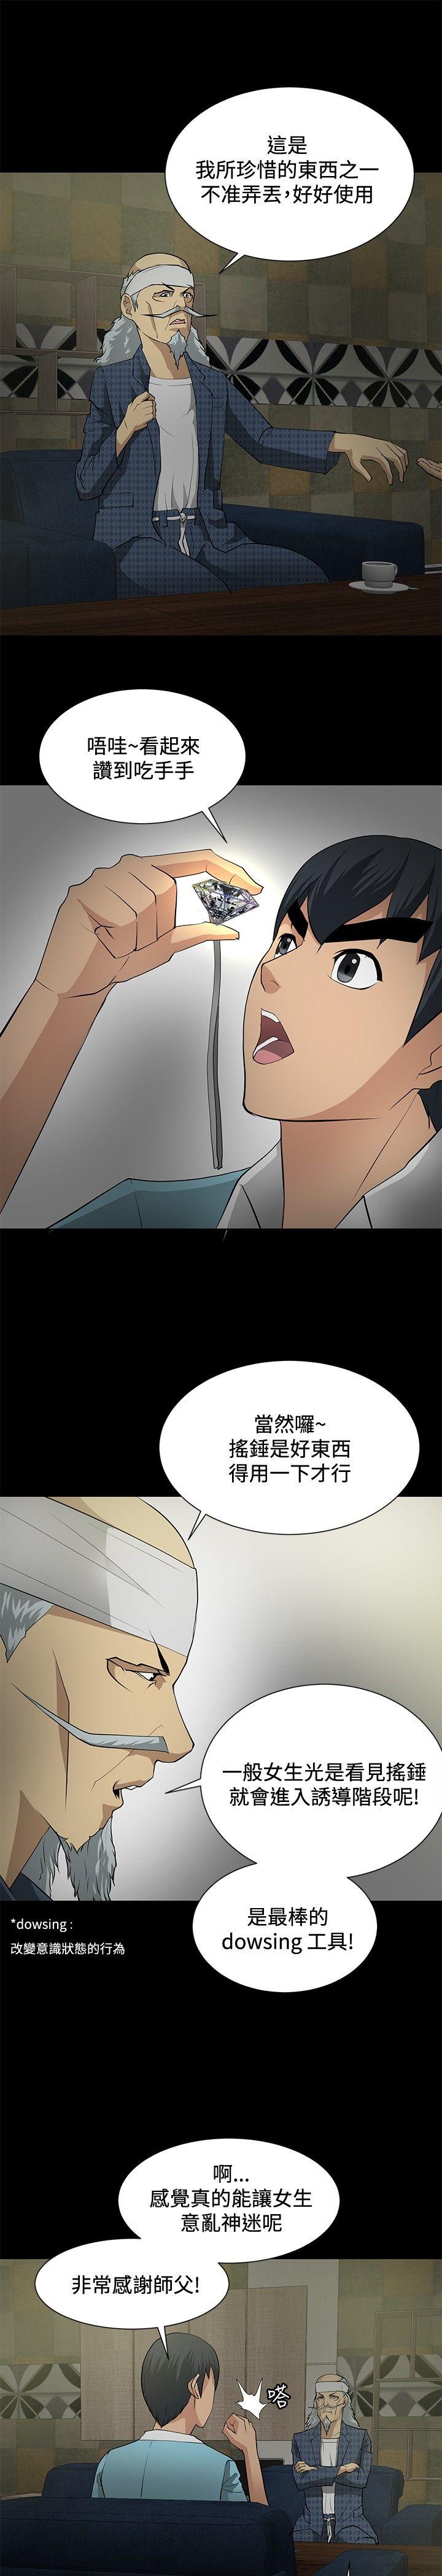 這是
我所珍惜的東西之一
不准弄丟，好好使用
唔哇~看起來
讚到吃手手
當然囉~
搖錘是好東西
得用一下才行
一般女生光是看見搖錘
就會進入誘導階段呢!
是最棒的
dowsing 工具!
*dowsing :
改變意識狀態的行為
啊...
感覺真的能讓女生
意亂神迷呢
非常感謝師父!
嗒